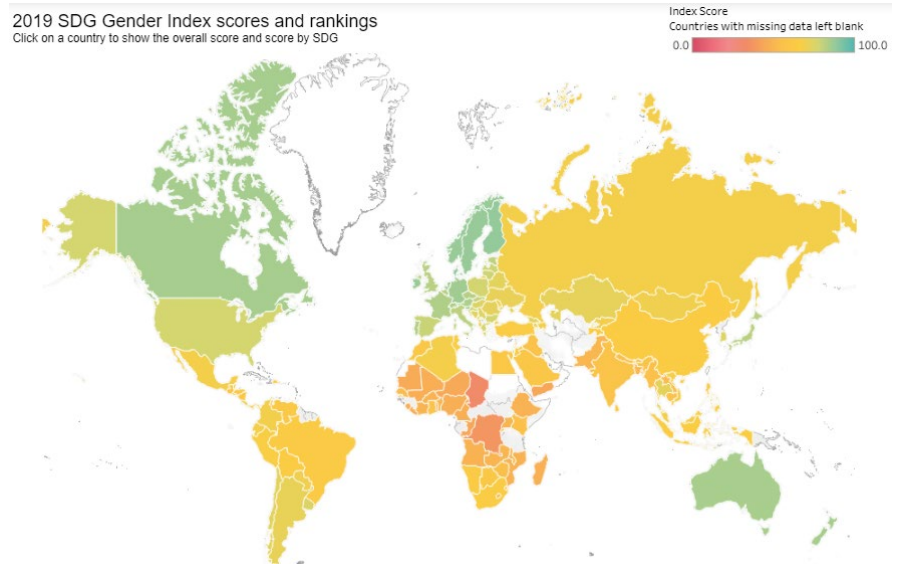 2019 SDG Gender Index scores and rankings
Click on a country to show the overall score and score by SDG
Index Score
Countries with missing data left blank
0.0 100.0